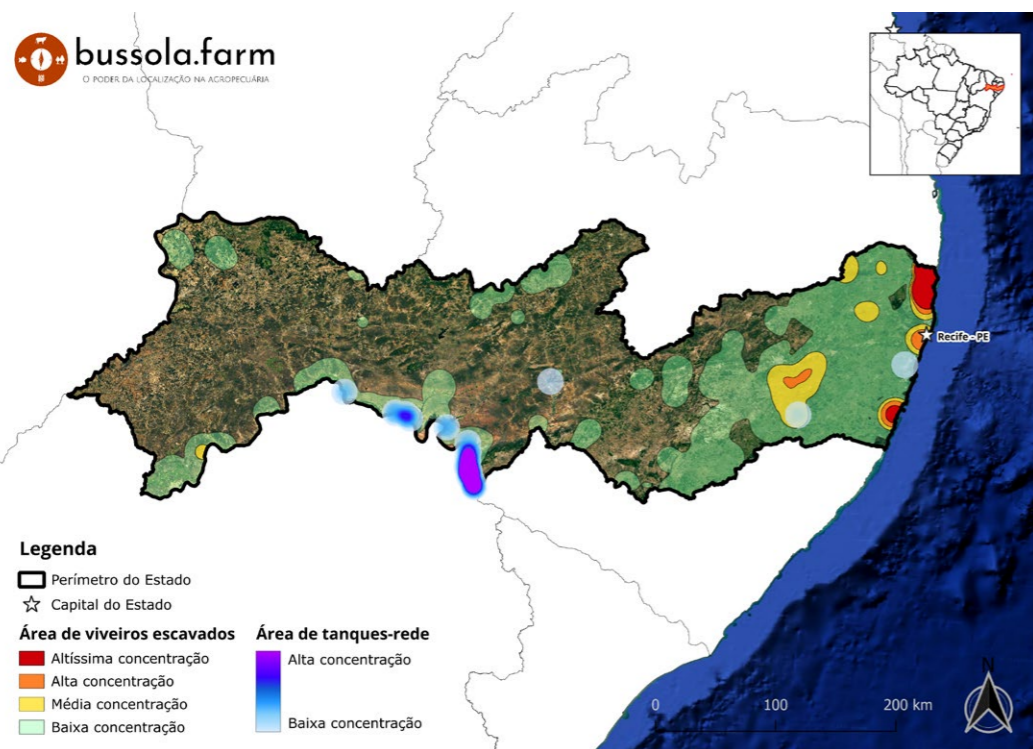 bussola.farm
O PODER DA LOCALIZAÇÃO NA AGROPECUÁRIA
Recife - PE
Legenda
Perímetro do Estado
Capital do Estado
Área de viveiros escavados
Altíssima concentração
Alta concentração
Média concentração
Baixa concentração
Área de tanques-rede
Alta concentração
Baixa concentração
0 100 200 km
N